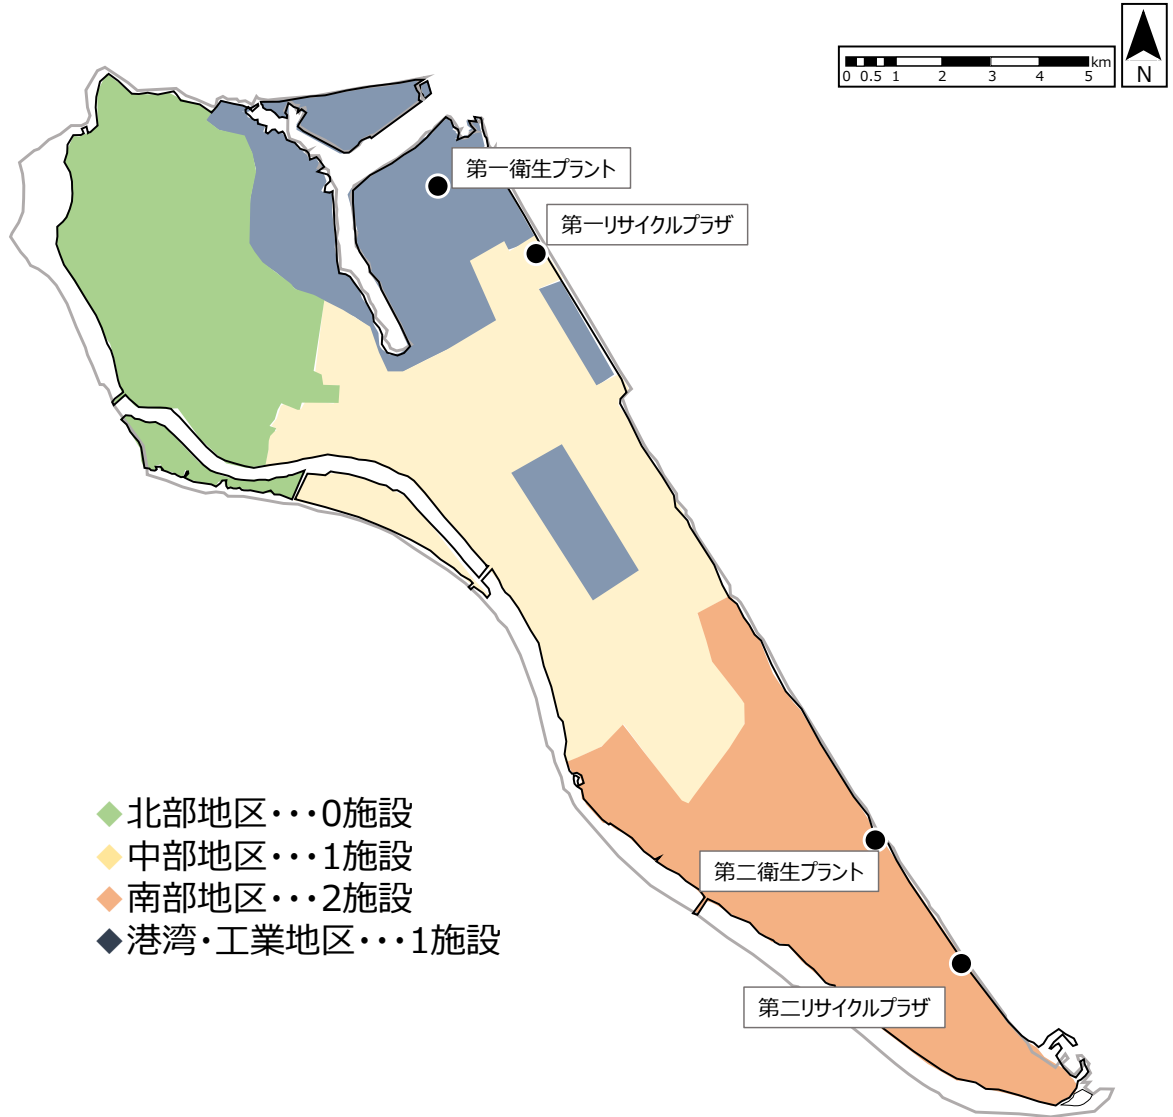 km
0 0.5 1 2 3 4 5
N
第一衛生プラント
第一リサイクルプラザ
◆北部地区・・・0施設
◆中部地区・・・1施設
◆南部地区・・・2施設
◆港湾・工業地区・・・1施設
第二衛生プラント
第二リサイクルプラザ